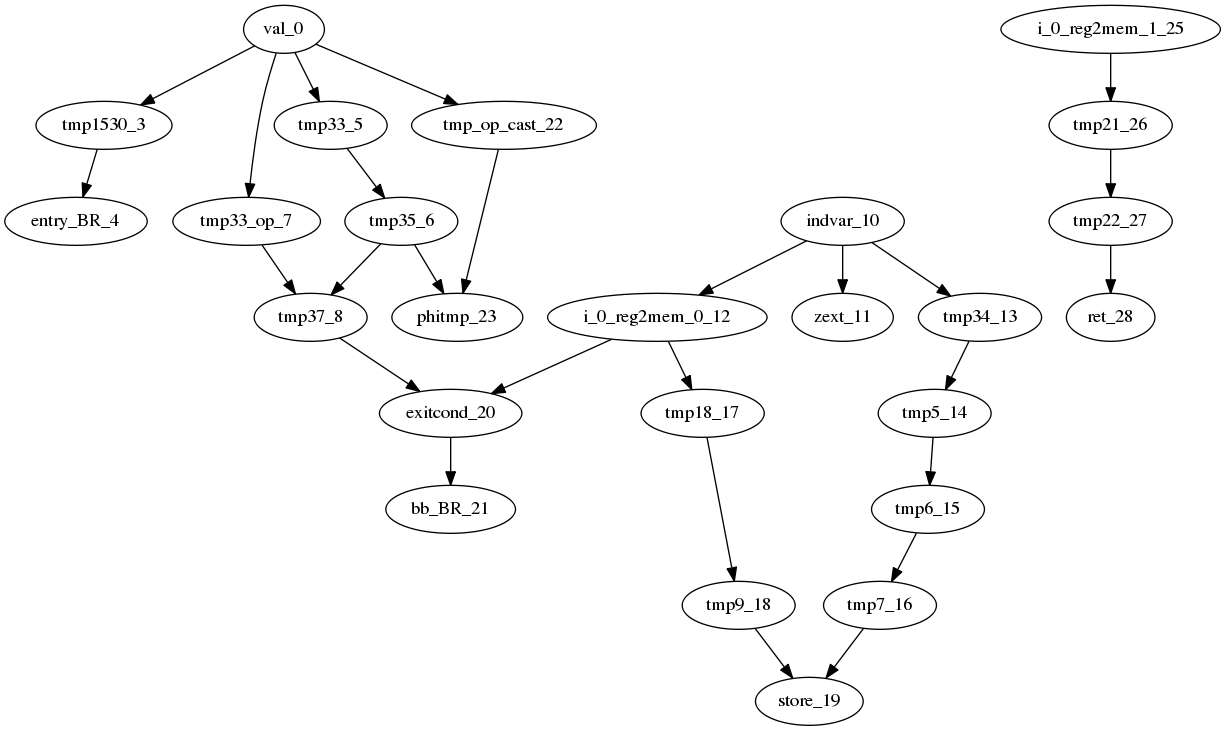 val_0
i_0_reg2mem_1_25
tmp1530_3
tmp33_5
tmp_op_cast_22
tmp21_26
entry_BR_4
tmp33_op_7
tmp35_6
indvar_10
tmp22_27
tmp37_8
phitmp_23
i_0_reg2mem_0_12
zext_11
tmp34_13
ret_28
exitcond_20
tmp18_17
tmp5_14
bb_BR_21
tmp6_15
tmp9_18
tmp7_16
store_19